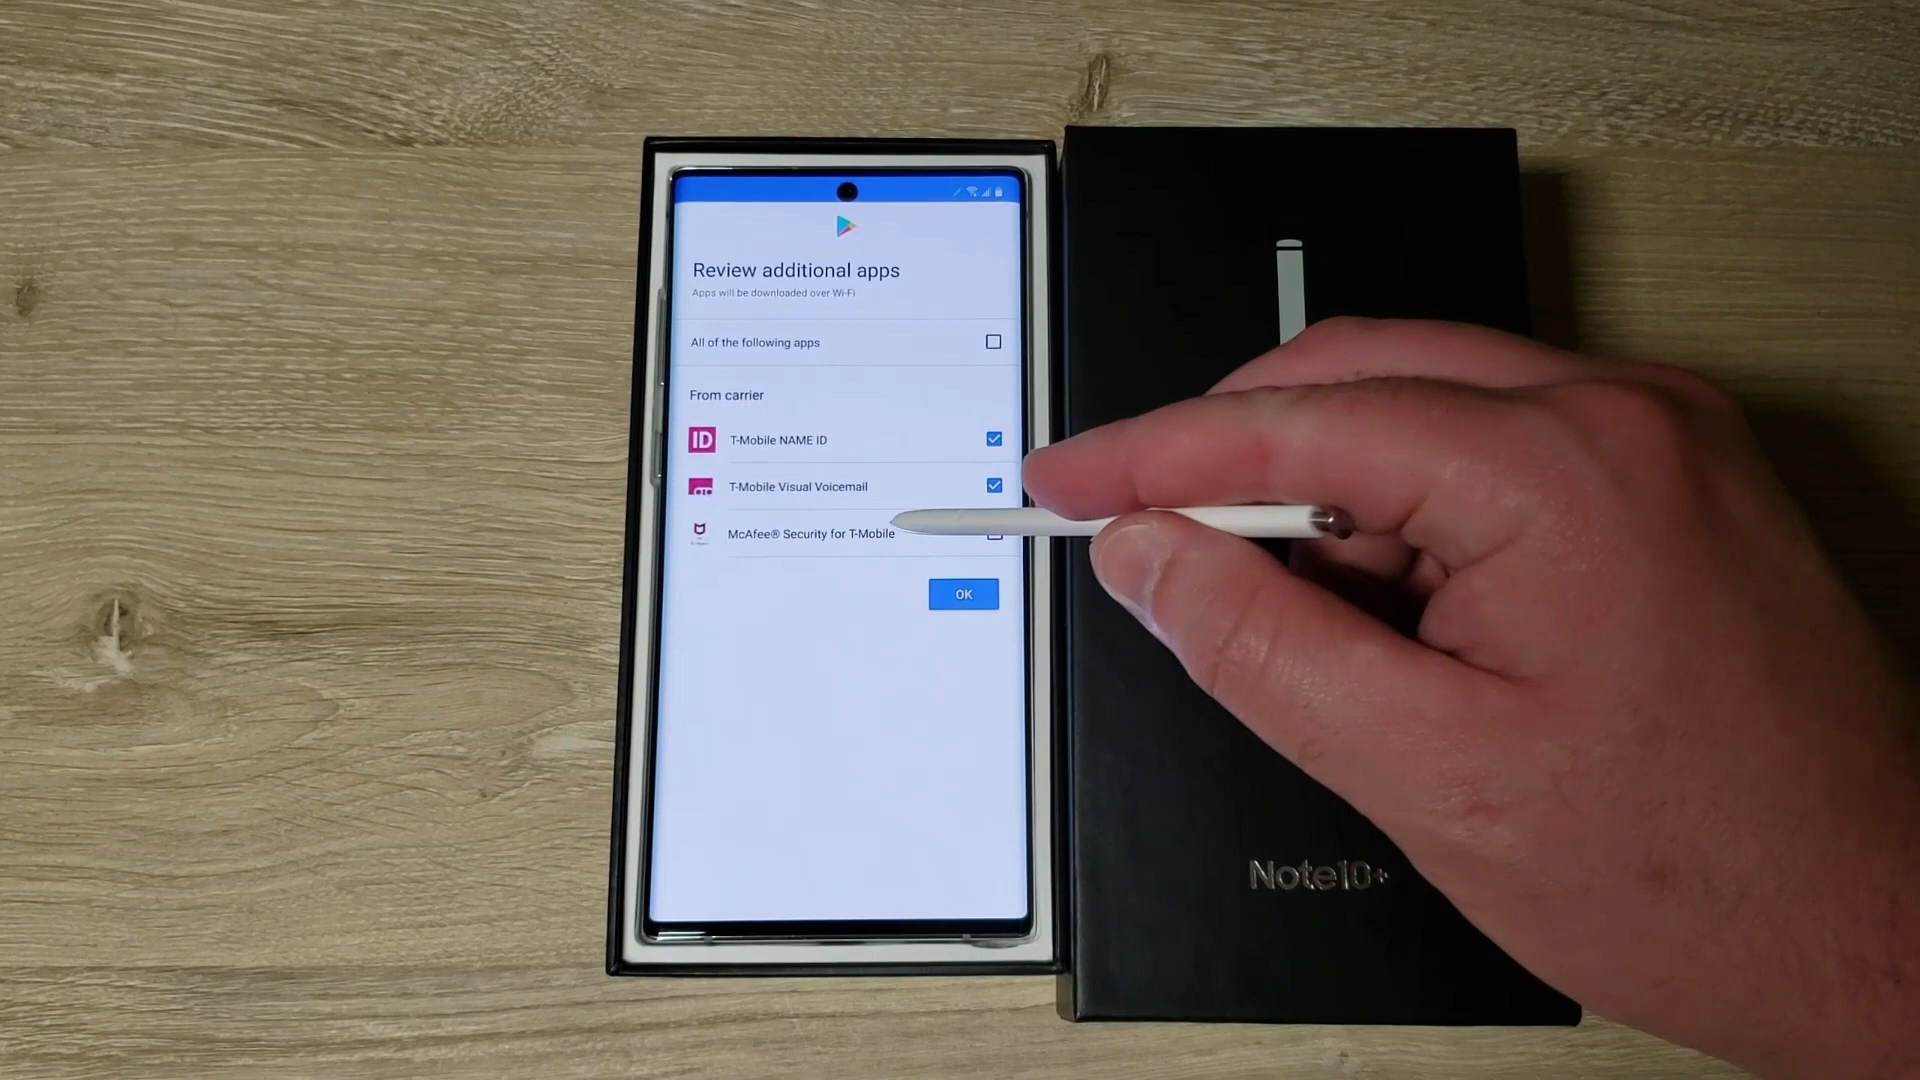 Review additional apps
Apps will be downloaded over Wi-Fi
All of the following apps
From carrier
ID
T-Mobile NAME ID
T-Mobile Visual Voicemail
McAfee® Security for T-Mobile
OK
Note10+